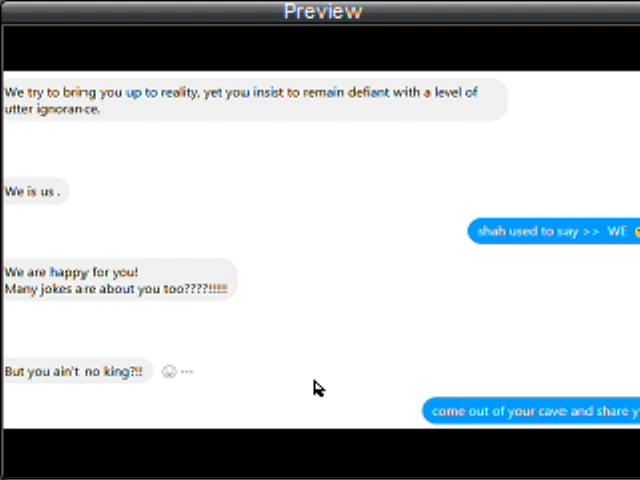 Preview
We try to bring you up to reality, yet you insist to remain defiant with a level of
utter ignorance.
We is us .
shah used to say >> WE
We are happy for you!
Many jokes are about you too????!!!!!
But you ain't no king?!!
come out of your cave and share y